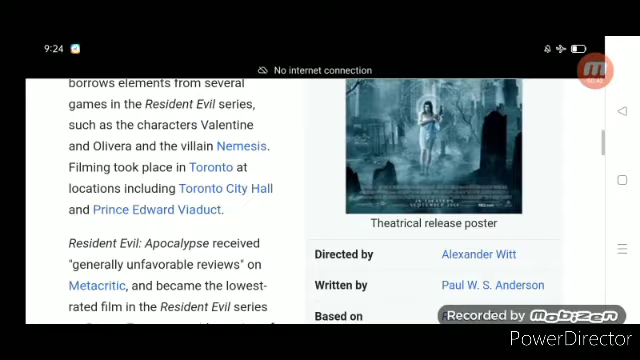 9:24
No internet connection
00:42
borrows elements from several
games in the Resident Evil series,
such as the characters Valentine
and Olivera and the villain Nemesis.
Filming took place in Toronto at
locations including Toronto City Hall
and Prince Edward Viaduct.
Resident Evil: Apocalypse received
"generally unfavorable reviews" on
Metacritic, and became the lowest-
rated film in the Resident Evil series
Theatrical release poster
Directed by Alexander Witt
Written by Paul W. S. Anderson
Based on
Recorded by mobizen
PowerDirector